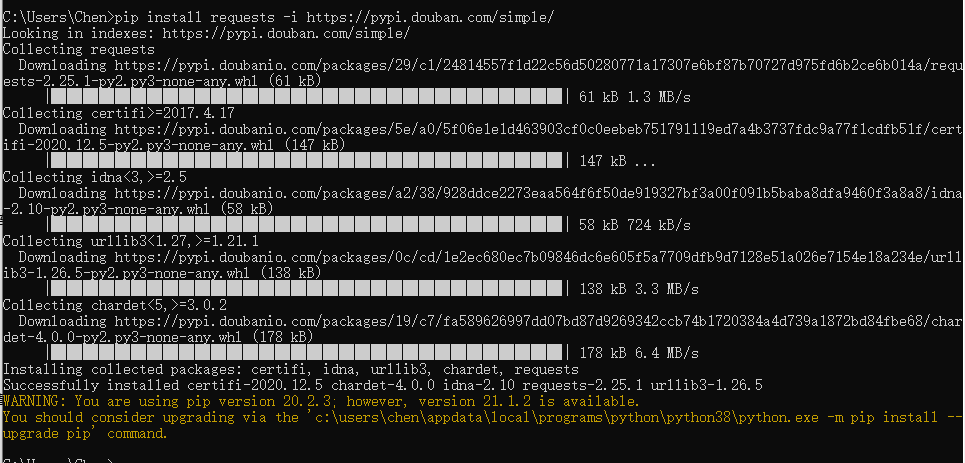 C:\Users\Chen>pip install requests -i https://pypi.douban.com/simple/
Looking in indexes: https://pypi.douban.com/simple/
Collecting requests
  Downloading https://pypi.doubanio.com/packages/29/c1/24814557f1d22c56d50280771a17307e6bf87b70727d975fd6b2ce6b014a/requ
ests-2.25.1-py2.py3-none-any.whl (61 kB)
| 61 kB 1.3 MB/s
Collecting certifi>=2017.4.17
  Downloading https://pypi.doubanio.com/packages/5e/a0/5f06e1e1d463903cf0c0eebeb751791119ed7a4b3737fdc9a77f1cdfb51f/cert
ifi-2020.12.5-py2.py3-none-any.whl (147 kB)
| 147 kB ...
Collecting idna<3,>=2.5
  Downloading https://pypi.doubanio.com/packages/a2/38/928ddce2273eaa564f6f50de919327bf3a00f091b5baba8dfa9460f3a8a8/idna
-2.10-py2.py3-none-any.whl (58 kB)
| 58 kB 724 kB/s
Collecting urllib3<1.27,>=1.21.1
  Downloading https://pypi.doubanio.com/packages/0c/cd/1e2ec680ec7b09846dc6e605f5a7709dfb9d7128e51a026e7154e18a234e/urll
ib3-1.26.5-py2.py3-none-any.whl (138 kB)
| 138 kB 3.3 MB/s
Collecting chardet<5,>=3.0.2
  Downloading https://pypi.doubanio.com/packages/19/c7/fa589626997dd07bd87d9269342ccb74b1720384a4d739a1872bd84fbe68/char
det-4.0.0-py2.py3-none-any.whl (178 kB)
| 178 kB 6.4 MB/s
Installing collected packages: certifi, idna, urllib3, chardet, requests
Successfully installed certifi-2020.12.5 chardet-4.0.0 idna-2.10 requests-2.25.1 urllib3-1.26.5
WARNING: You are using pip version 20.2.3; however, version 21.1.2 is available.
You should consider upgrading via the 'c:\users\chen\appdata\local\programs\python\python38\python.exe -m pip install --
upgrade pip' command.
C:\Users\Chen>